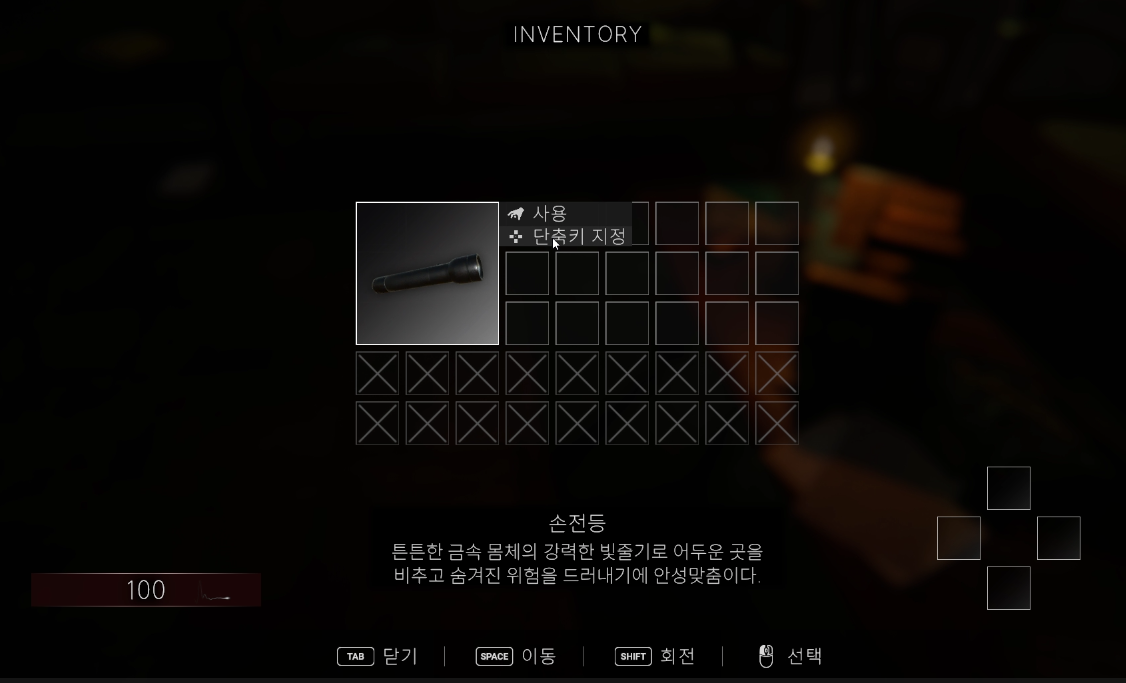 INVENTORY
사용
단축키 지정
손전등
튼튼한 금속 몸체의 강력한 빛줄기로 어두운 곳을
비추고 숨겨진 위험을 드러내기에 안성맞춤이다.
100
TAB 닫기
SPACE 이동
SHIFT 회전
선택